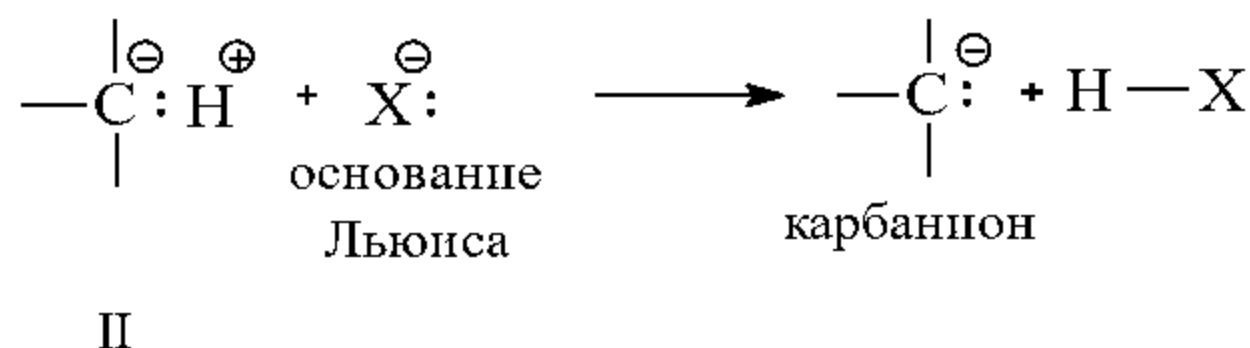 C : H + X : → C : + H — X
основание
Льюиса
карбанион
II